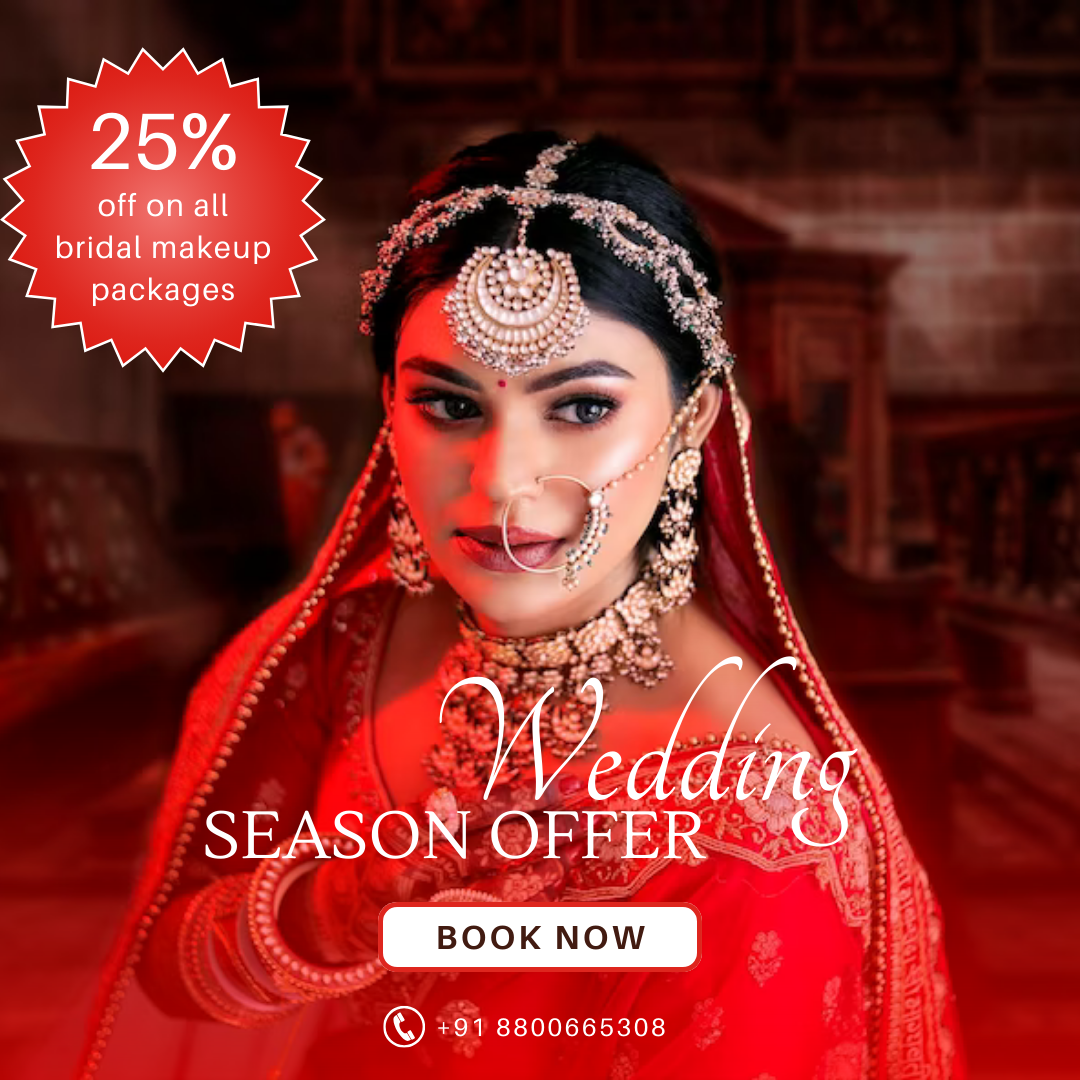 25%
off on all
bridal makeup
packages
Wedding
SEASON OFFER
BOOK NOW
+91 8800665308